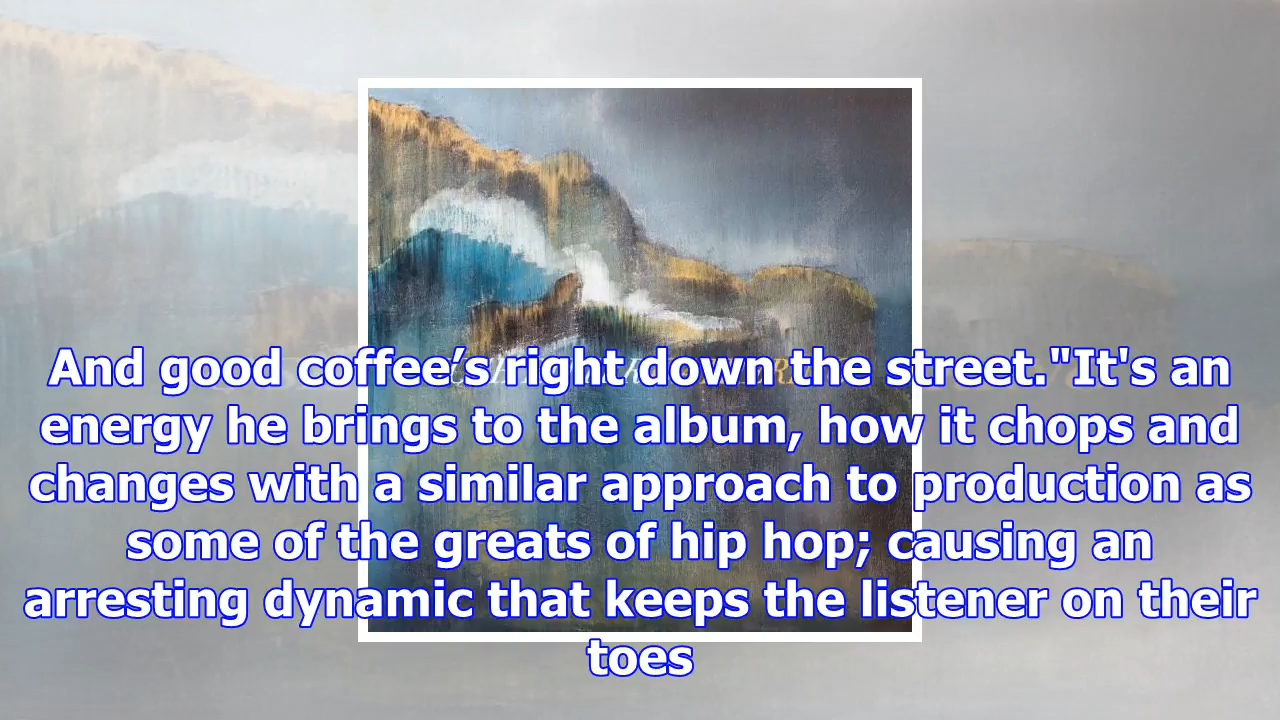 And good coffee’s right down the street."It's an
energy he brings to the album, how it chops and
changes with a similar approach to production as
some of the greats of hip hop; causing an
arresting dynamic that keeps the listener on their
toes